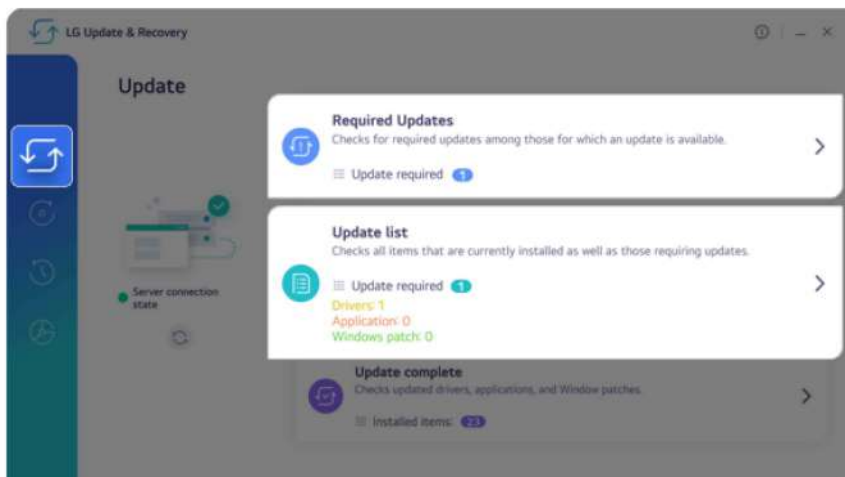 LG Update & Recovery
Update
Required Updates
Checks for required updates among those for which an update is available.
Update required 1
Update list
Checks all items that are currently installed as well as those requiring updates.
Update required 1
Drivers: 1
Application: 0
Windows patch: 0
Server connection
state
Update complete
Checks updated drivers, applications, and Window patches.
Installed items: 23